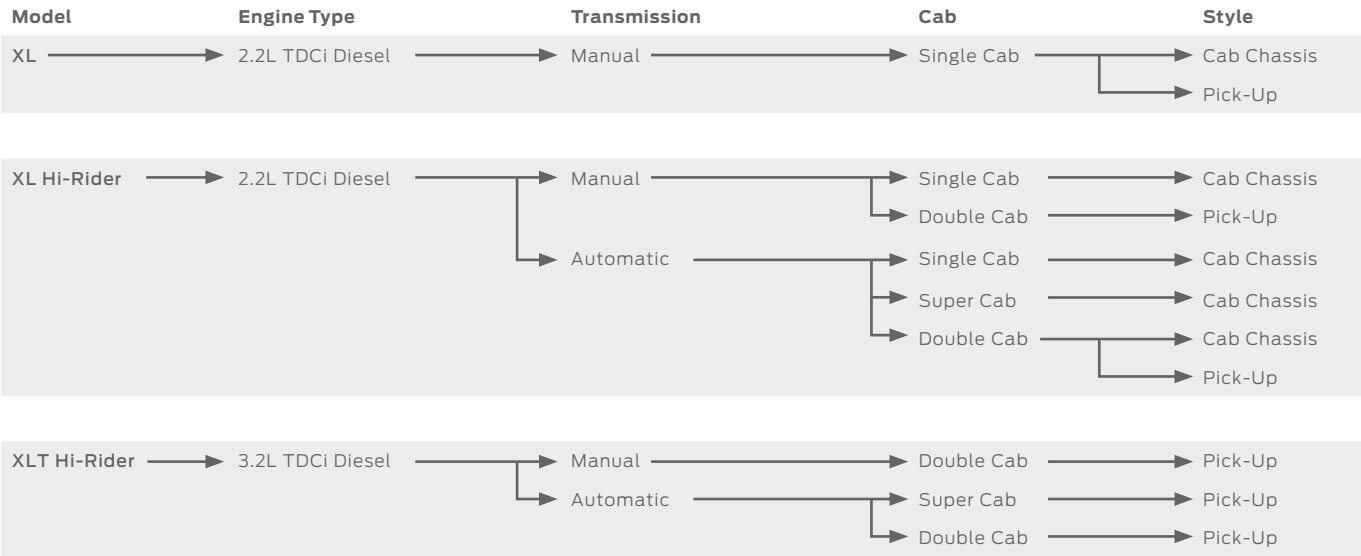 Model Engine Type Transmission Cab Style
XL 2.2L TDCi Diesel Manual Single Cab Cab Chassis
Pick-Up
XL Hi-Rider 2.2L TDCi Diesel Manual Single Cab Cab Chassis
Double Cab Pick-Up
Automatic Single Cab Cab Chassis
Super Cab Cab Chassis
Double Cab Cab Chassis
Pick-Up
XLT Hi-Rider 3.2L TDCi Diesel Manual Double Cab Pick-Up
Automatic Super Cab Pick-Up
Double Cab Pick-Up